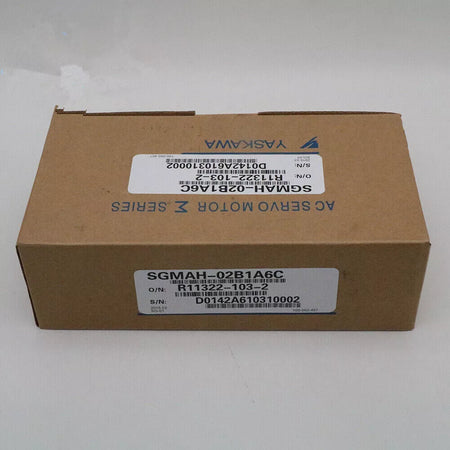 YASKAWA
AC SERVO MOTOR Σ SERIES
SGMAH-02B1A6C
O/N: R11322-103-2
S/N: D0142A610310002
SGMAH-02B1A6C
O/N: R11322-103-2
S/N: D0142A610310002